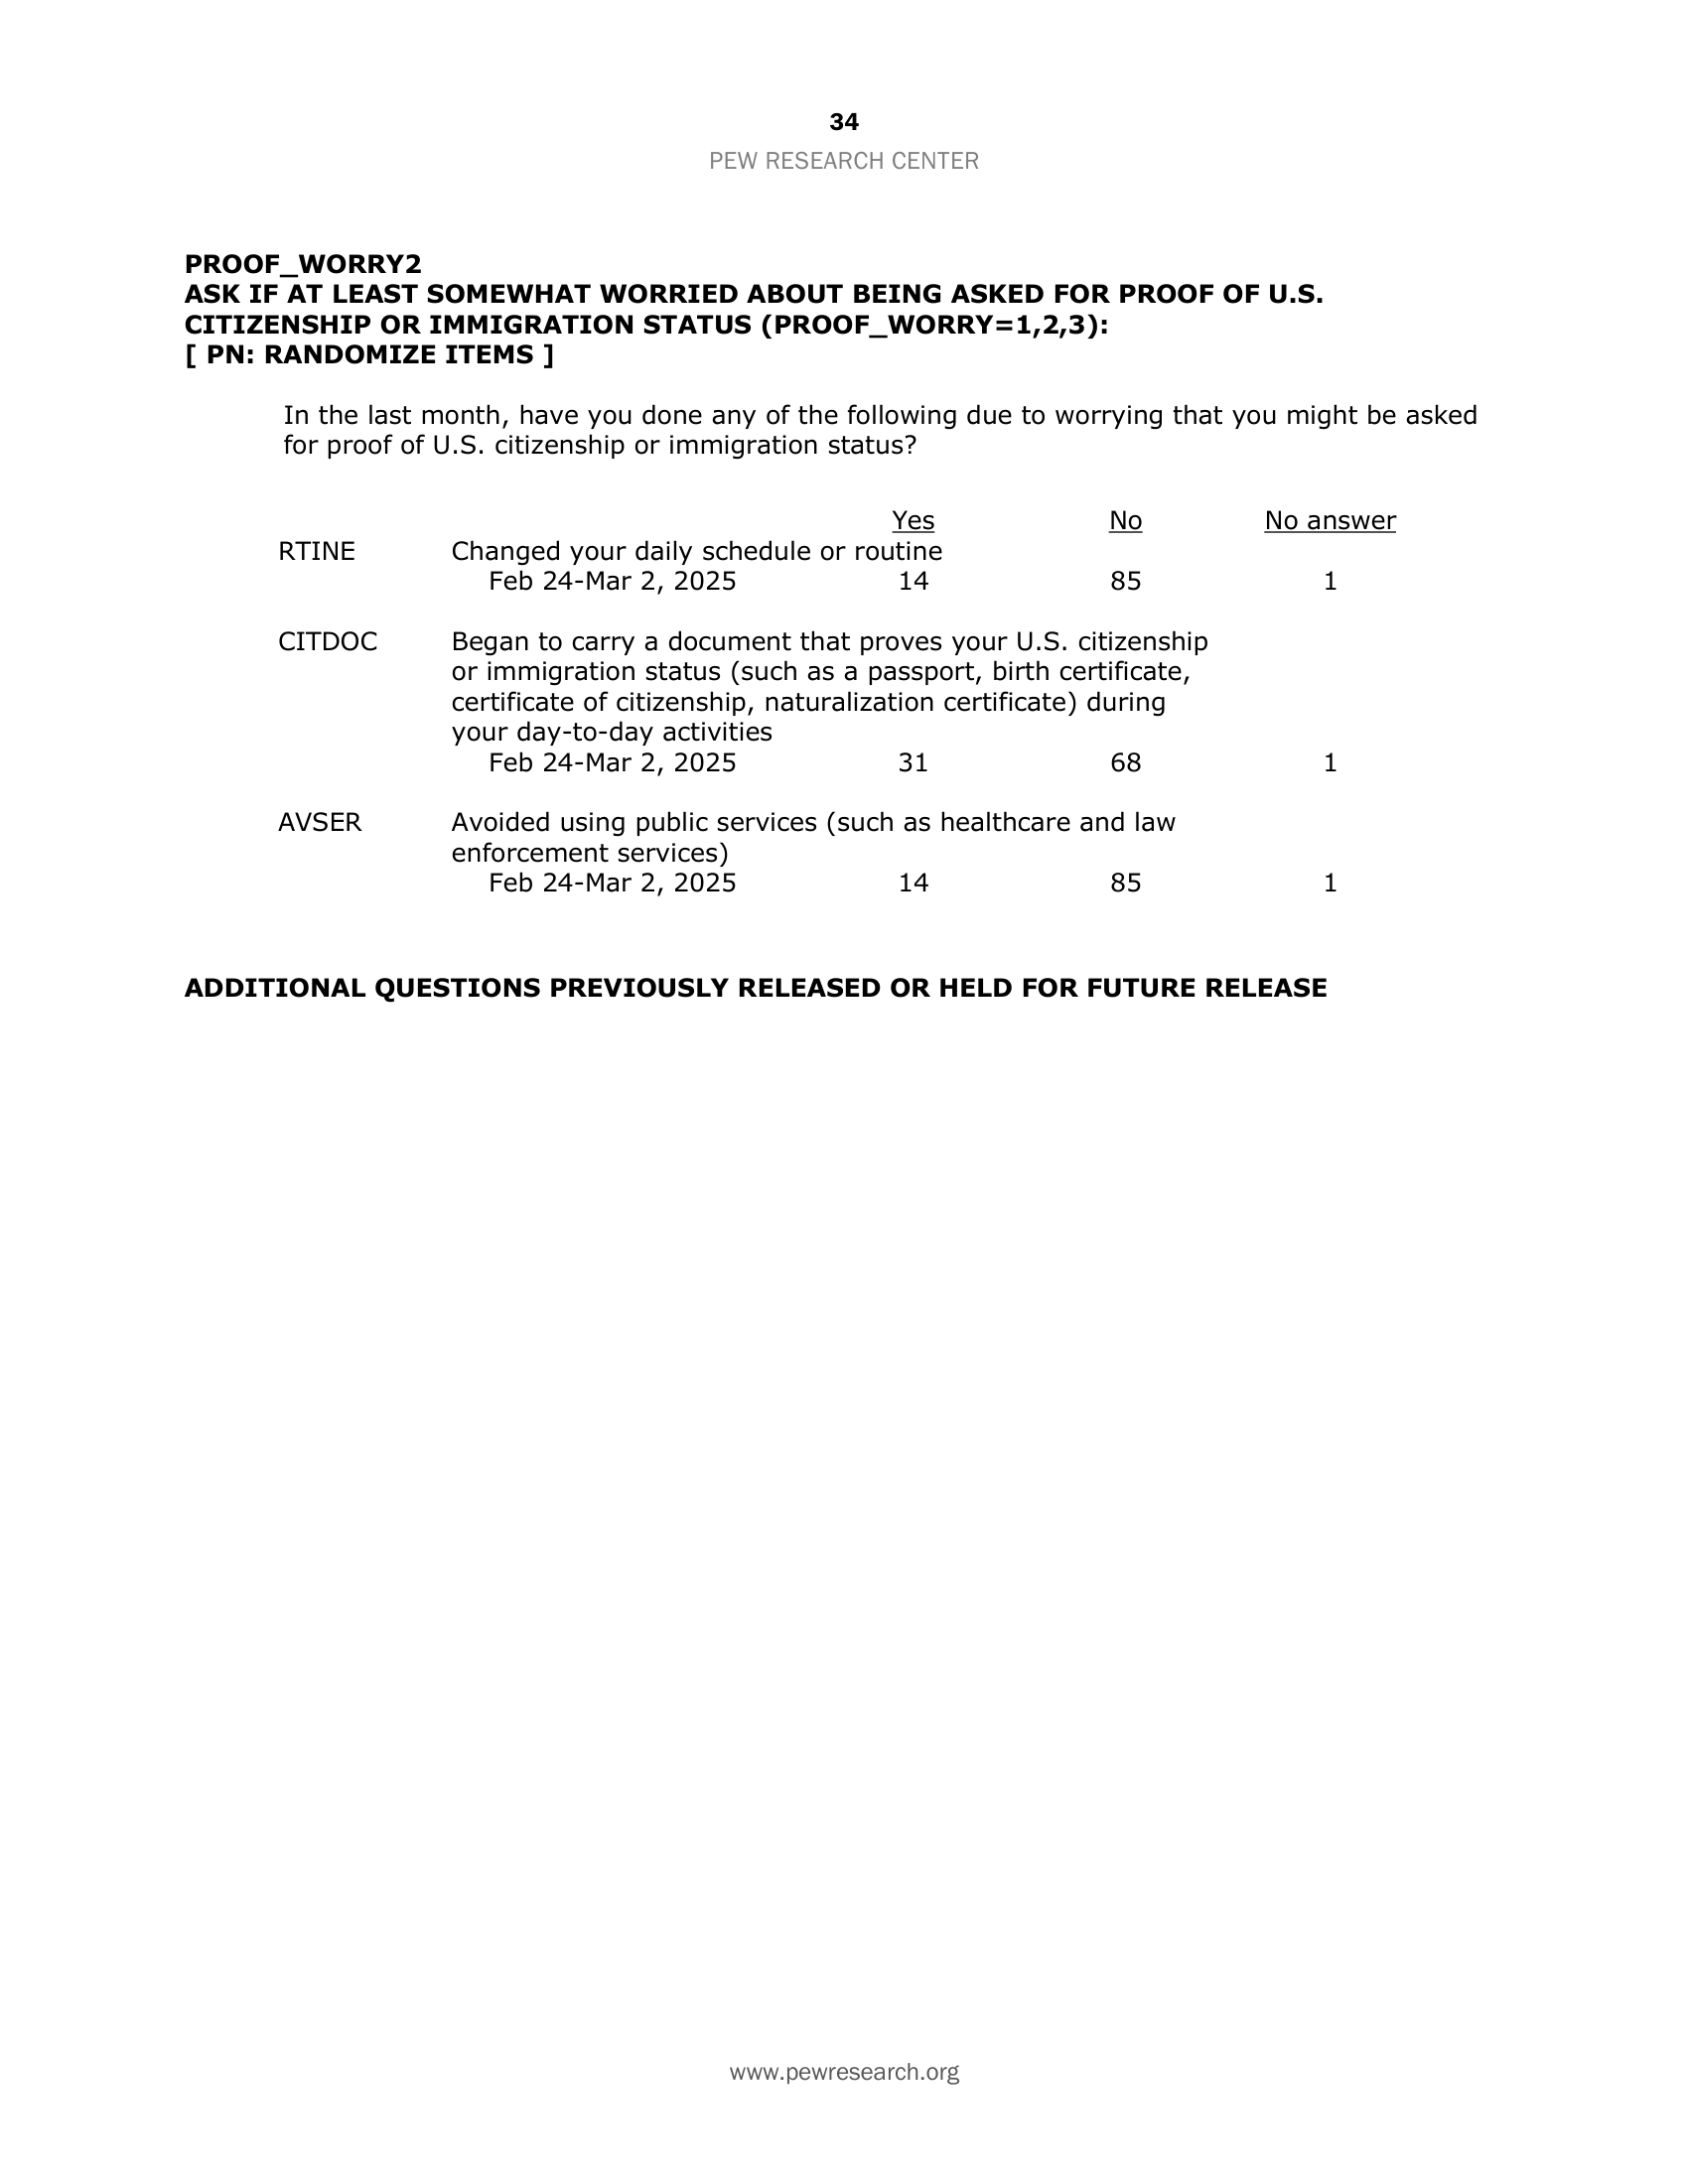 34
PEW RESEARCH CENTER
PROOF_WORRY2
ASK IF AT LEAST SOMEWHAT WORRIED ABOUT BEING ASKED FOR PROOF OF U.S.
CITIZENSHIP OR IMMIGRATION STATUS (PROOF_WORRY=1,2,3):
[ PN: RANDOMIZE ITEMS ]
In the last month, have you done any of the following due to worrying that you might be asked
for proof of U.S. citizenship or immigration status?
Yes No No answer
RTINE Changed your daily schedule or routine
Feb 24-Mar 2, 2025 14 85 1
CITDOC Began to carry a document that proves your U.S. citizenship
or immigration status (such as a passport, birth certificate,
certificate of citizenship, naturalization certificate) during
your day-to-day activities
Feb 24-Mar 2, 2025 31 68 1
AVSER Avoided using public services (such as healthcare and law
enforcement services)
Feb 24-Mar 2, 2025 14 85 1
ADDITIONAL QUESTIONS PREVIOUSLY RELEASED OR HELD FOR FUTURE RELEASE
www.pewresearch.org